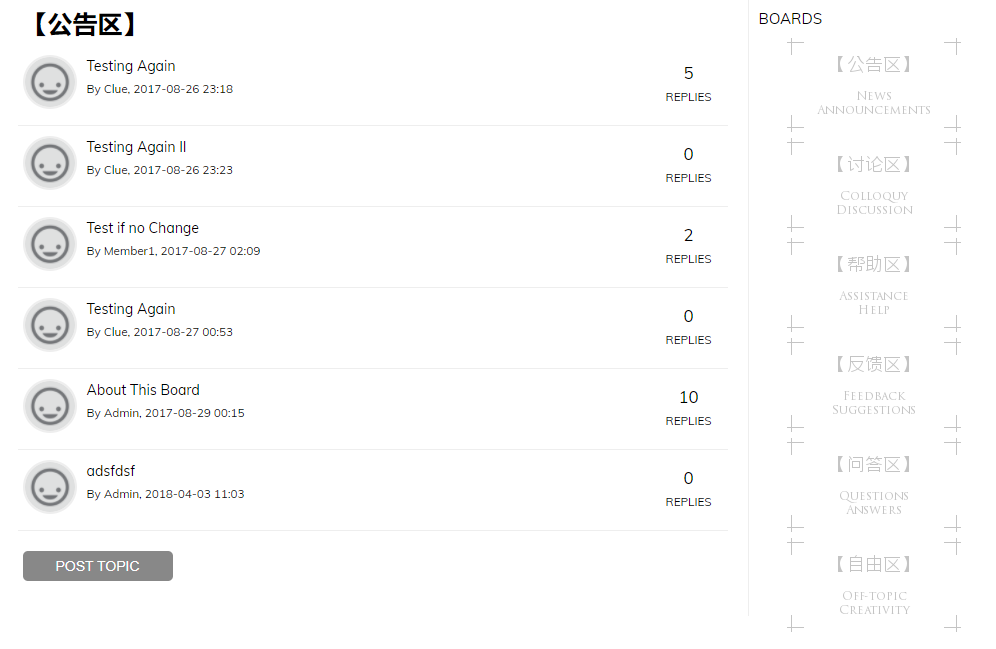 【公告区】
Testing Again
By Clue, 2017-08-26 23:18
5
REPLIES
Testing Again II
By Clue, 2017-08-26 23:23
0
REPLIES
Test if no Change
By Member1, 2017-08-27 02:09
2
REPLIES
Testing Again
By Clue, 2017-08-27 00:53
0
REPLIES
About This Board
By Admin, 2017-08-29 00:15
10
REPLIES
adsfdsf
By Admin, 2018-04-03 11:03
0
REPLIES
POST TOPIC
BOARDS
【公告区】
News
Announcements
【讨论区】
Colloquy
Discussion
【帮助区】
Assistance
Help
【反馈区】
Feedback
Suggestions
【问答区】
Questions
Answers
【自由区】
Off-topic
Creativity